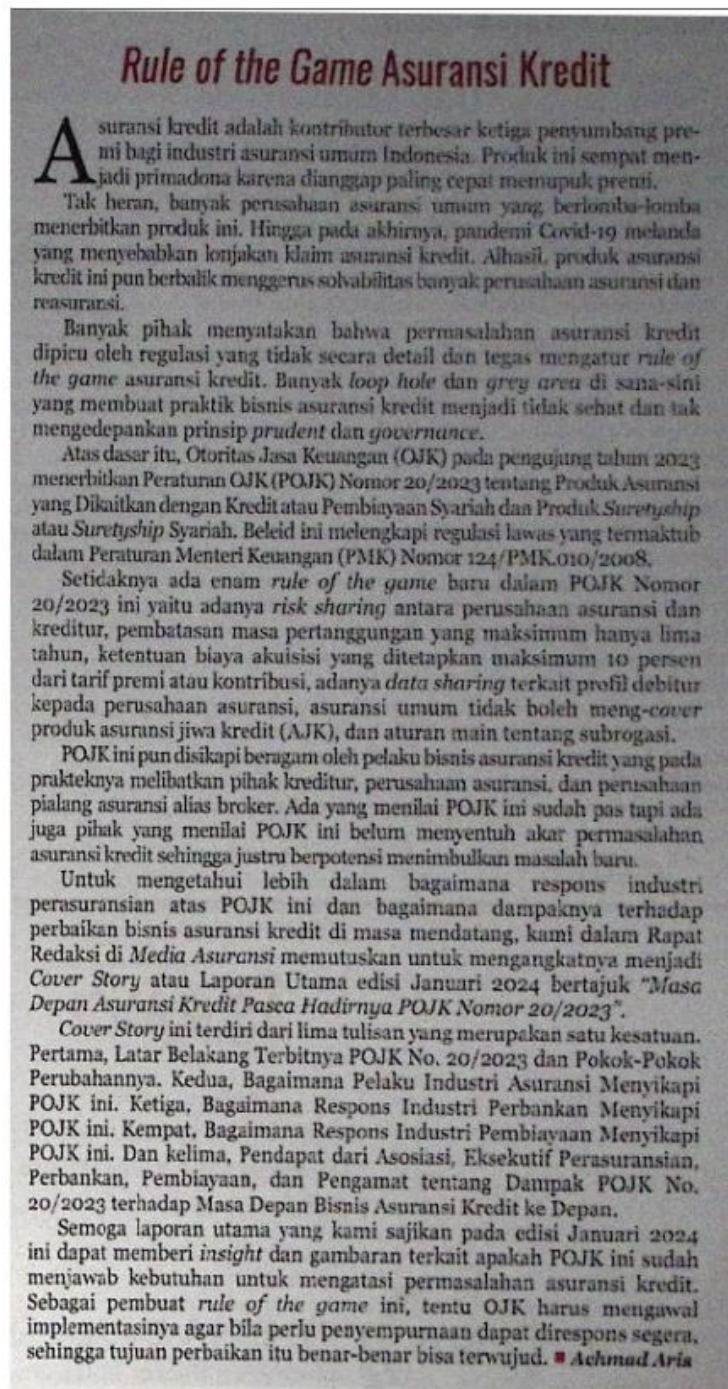 Rule of the Game Asuransi Kredit
Asuransi kredit adalah kontributor terbesar ketiga penyumbang pre-
mi bagi industri asuransi umum Indonesia. Produk ini sempat men-
jadi primadona karena dianggap paling cepat memupuk premi.
Tak heran, banyak perusahaan asuransi umum yang berlomba-lomba
menerbitkan produk ini. Hingga pada akhirnya, pandemi Covid-19 melanda
yang menyebabkan lonjakan klaim asuransi kredit. Alhasil, produk asuransi
kredit ini pun berbalik menggerus solvabilitas banyak perusahaan asuransi dan
reasuransi.
Banyak pihak menyatakan bahwa permasalahan asuransi kredit
dipicu oleh regulasi yang tidak secara detail dan tegas mengatur rule of
the game asuransi kredit. Banyak loop hole dan grey area di sana-sini
yang membuat praktik bisnis asuransi kredit menjadi tidak sehat dan tak
mengedepankan prinsip prudent dan governance.
Atas dasar itu, Otoritas Jasa Keuangan (OJK) pada pengujung tahun 2023
menerbitkan Peraturan OJK (POJK) Nomor 20/2023 tentang Produk Asuransi
yang Dikaitkan dengan Kredit atau Pembiayaan Syariah dan Produk Suretyship
atau Suretyship Syariah. Beleid ini melengkapi regulasi lawas yang termaktub
dalam Peraturan Menteri Keuangan (PMK) Nomor 124/PMK.010/2008.
Setidaknya ada enam rule of the game baru dalam POJK Nomor
20/2023 ini yaitu adanya risk sharing antara perusahaan asuransi dan
kreditur, pembatasan masa pertanggungan yang maksimum hanya lima
tahun, ketentuan biaya akuisisi yang ditetapkan maksimum 10 persen
dari tarif premi atau kontribusi, adanya data sharing terkait profil debitur
kepada perusahaan asuransi, asuransi umum tidak boleh meng-cover
produk asuransi jiwa kredit (AJK), dan aturan main tentang subrogasi.
POJK ini pun disikapi beragam oleh pelaku bisnis asuransi kredit yang pada
prakteknya melibatkan pihak kreditur, perusahaan asuransi, dan perusahaan
pialang asuransi alias broker. Ada yang menilai POJK ini sudah pas tapi ada
juga pihak yang menilai POJK ini belum menyentuh akar permasalahan
asuransi kredit sehingga justru berpotensi menimbulkan masalah baru.
Untuk mengetahui lebih dalam bagaimana respons industri
perasuransian atas POJK ini dan bagaimana dampaknya terhadap
perbaikan bisnis asuransi kredit di masa mendatang, kami dalam Rapat
Redaksi di Media Asuransi memutuskan untuk mengangkatnya menjadi
Cover Story atau Laporan Utama edisi Januari 2024 bertajuk "Masa
Depan Asuransi Kredit Pasca Hadirnya POJK Nomor 20/2023".
Cover Story ini terdiri dari lima tulisan yang merupakan satu kesatuan.
Pertama, Latar Belakang Terbitnya POJK No. 20/2023 dan Pokok-Pokok
Perubahannya. Kedua, Bagaimana Pelaku Industri Asuransi Menyikapi
POJK ini. Ketiga, Bagaimana Respons Industri Perbankan Menyikapi
POJK ini. Kempat, Bagaimana Respons Industri Pembiayaan Menyikapi
POJK ini. Dan kelima, Pendapat dari Asosiasi, Eksekutif Perasuransian,
Perbankan, Pembiayaan, dan Pengamat tentang Dampak POJK No.
20/2023 terhadap Masa Depan Bisnis Asuransi Kredit ke Depan.
Semoga laporan utama yang kami sajikan pada edisi Januari 2024
ini dapat memberi insight dan gambaran terkait apakah POJK ini sudah
menjawab kebutuhan untuk mengatasi permasalahan asuransi kredit.
Sebagai pembuat rule of the game ini, tentu OJK harus mengawal
implementasinya agar bila perlu penyempurnaan dapat direspons segera,
sehingga tujuan perbaikan itu benar-benar bisa terwujud. ■ Achmad Aris